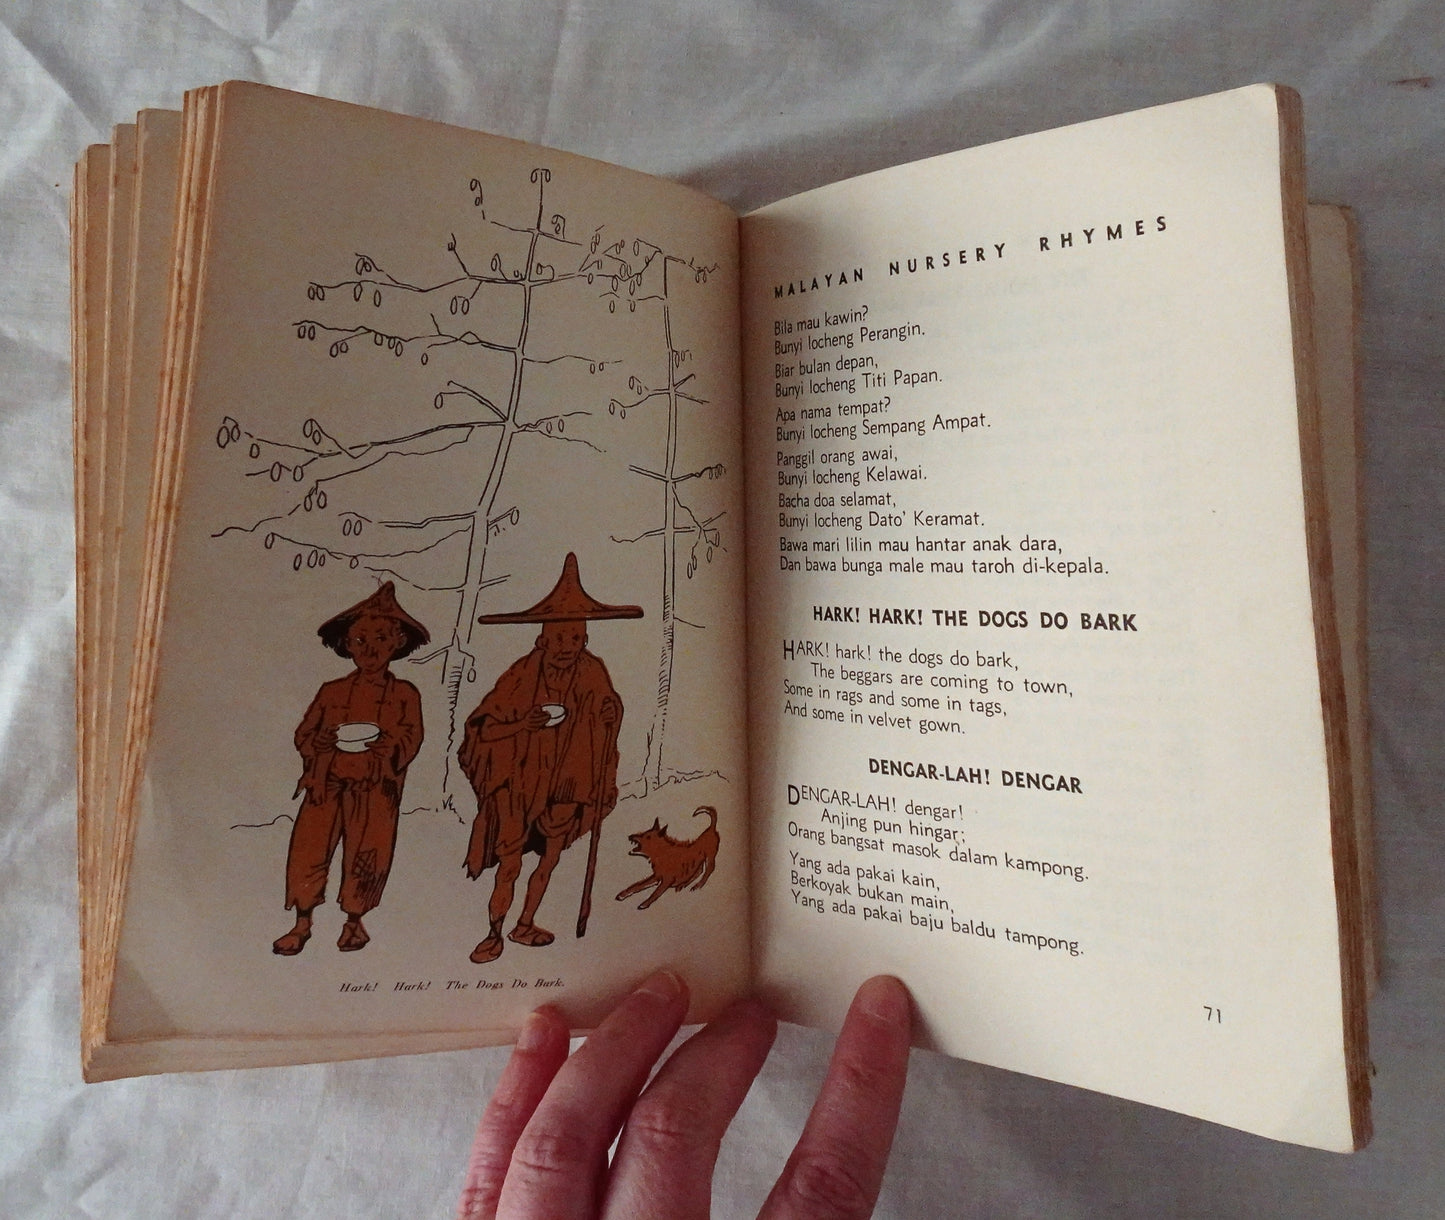 Hark! Hark! The Dogs Do Bark.
MALAYAN NURSERY RHYMES
Bila mau kawin?
Bunyi locheng Perangin.
Biar bulan depan,
Bunyi locheng Titi Papan.
Apa nama tempat?
Bunyi locheng Sempang Ampat.
Panggil orang awai,
Bunyi locheng Kelawai.
Bacha doa selamat,
Bunyi locheng Dato' Keramat.
Bawa mari lilin mau hantar anak dara,
Dan bawa bunga male mau taroh di-kepala.
HARK! HARK! THE DOGS DO BARK
HARK! hark! the dogs do bark,
The beggars are coming to town,
Some in rags and some in tags,
And some in velvet gown.
DENGAR-LAH! DENGAR
DENGAR-LAH! dengar!
Anjing pun hingar;
Orang bangsat masok dalam kampong.
Yang ada pakai kain,
Berkoyak bukan main,
Yang ada pakai baju baldu tampong.
71